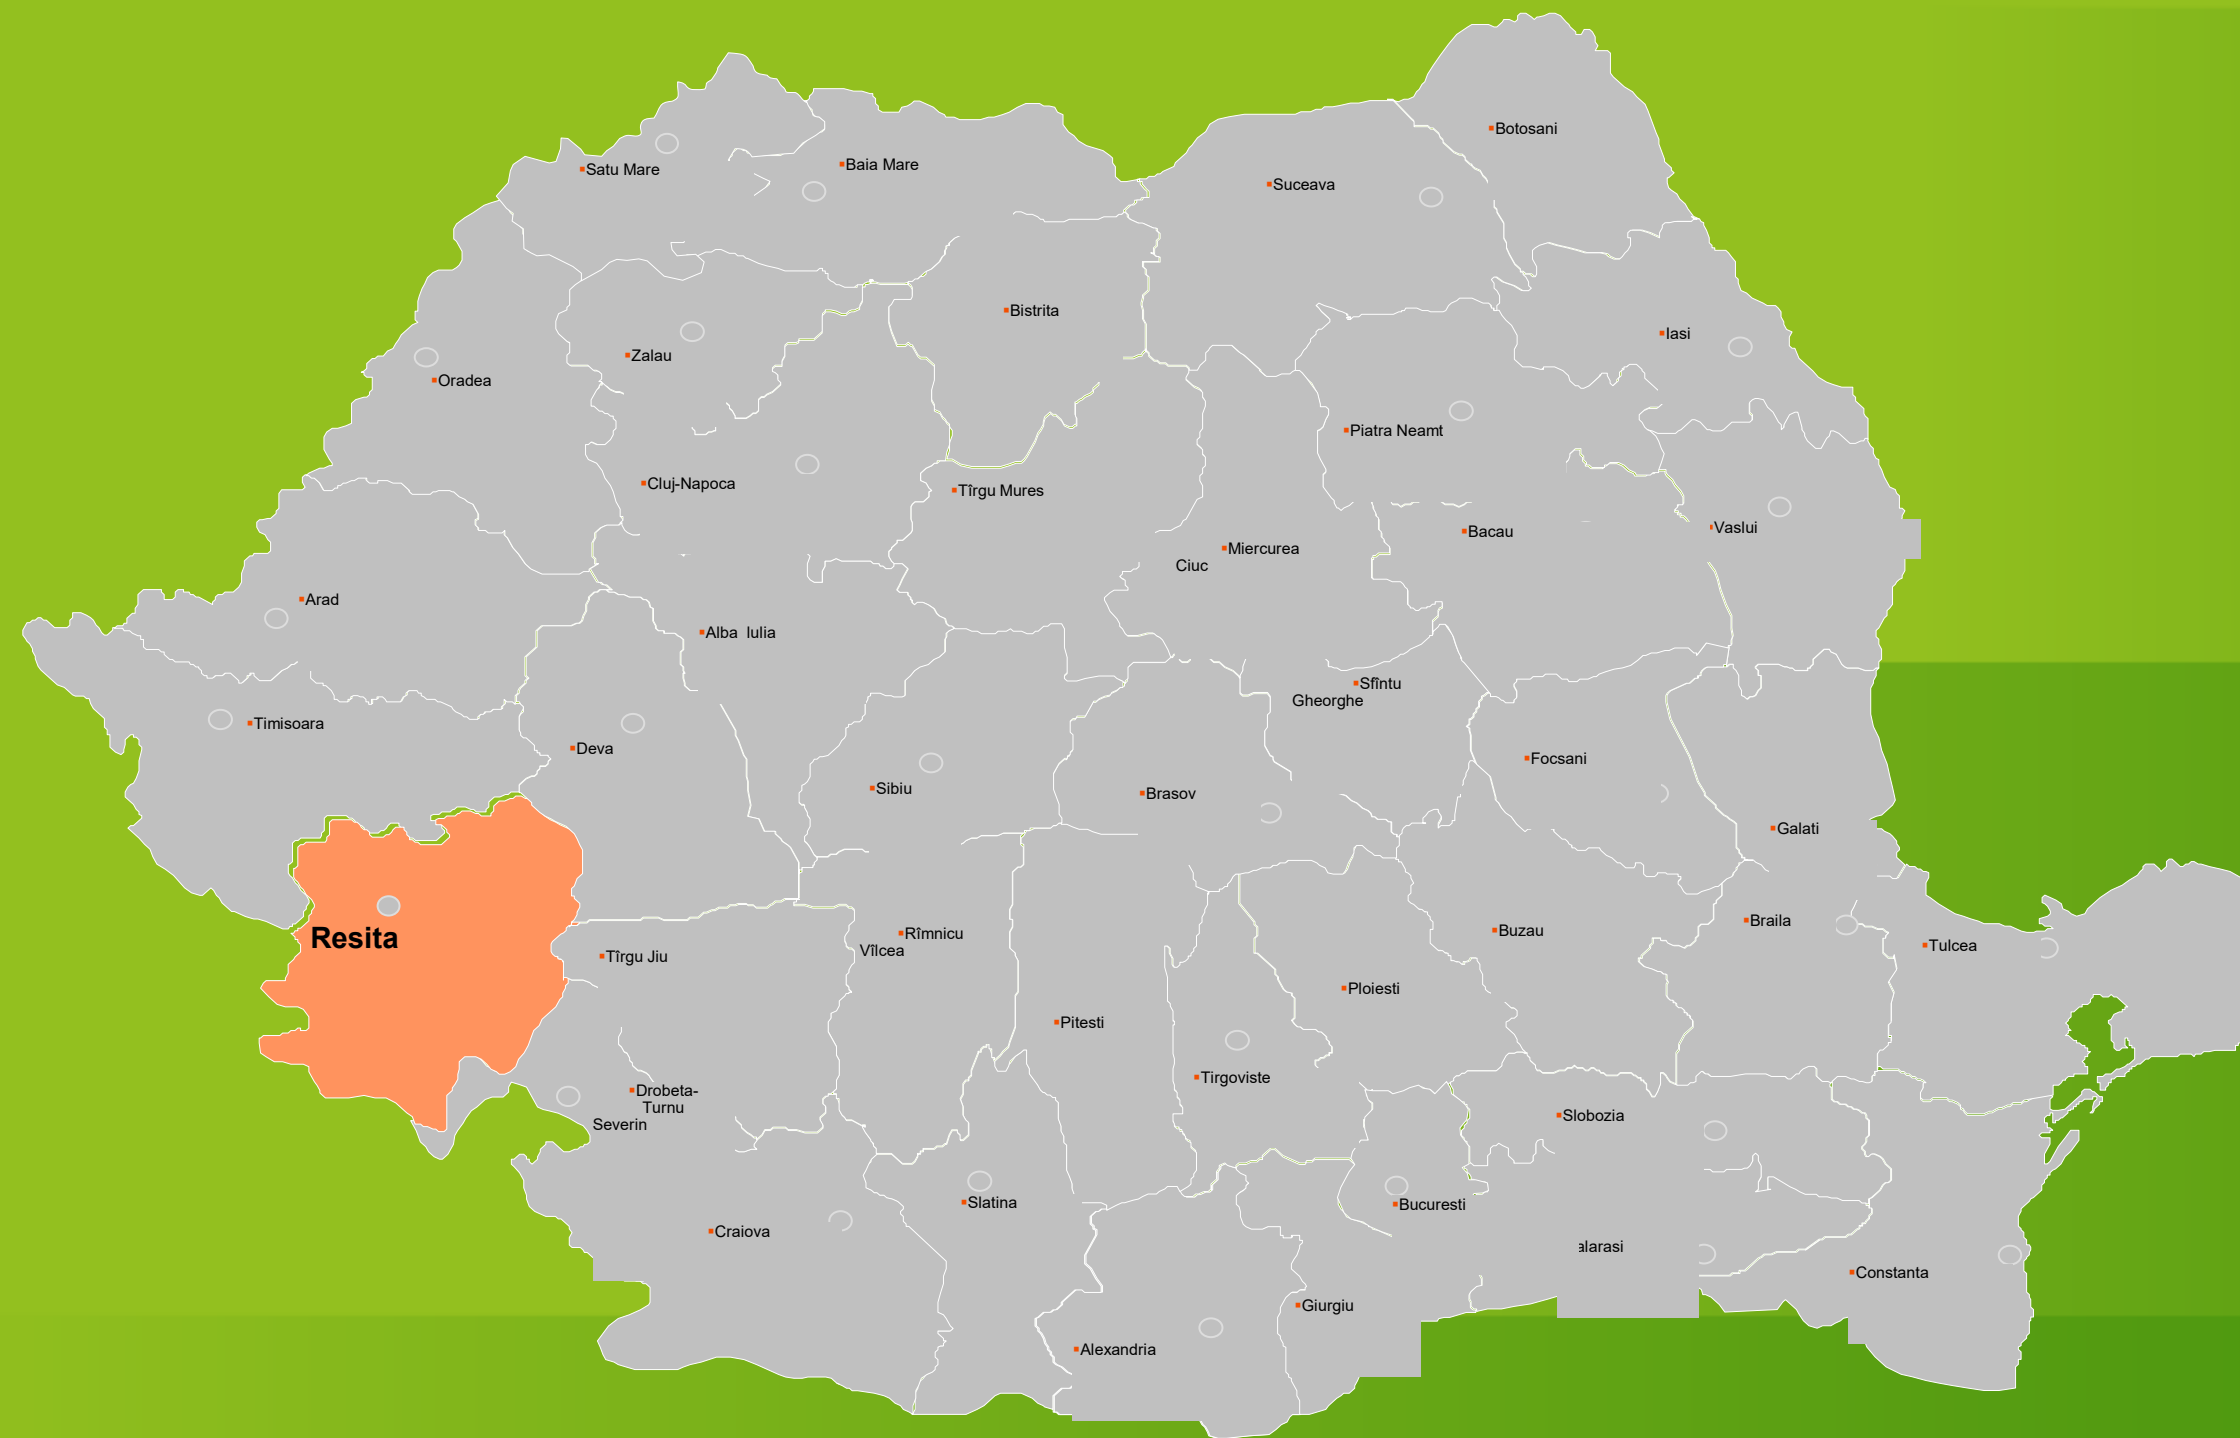 Botosani
Satu Mare
Baia Mare
Suceava
Bistrita
Iasi
Zalau
Oradea
Piatra Neamt
Cluj-Napoca
Tîrgu Mures
Vaslui
Bacau
Miercurea
Ciuc
Arad
Alba Iulia
Sfîntu
Gheorghe
Timisoara
Deva
Focsani
Sibiu
Brasov
Galati
Braila
Buzau
Rîmnicu
Vîlcea
Resita
Tulcea
Tîrgu Jiu
Ploiesti
Pitesti
Tirgoviste
Drobeta-
Turnu
Severin
Slobozia
Slatina
Bucuresti
Craiova
alarasi
Constanta
Giurgiu
Alexandria